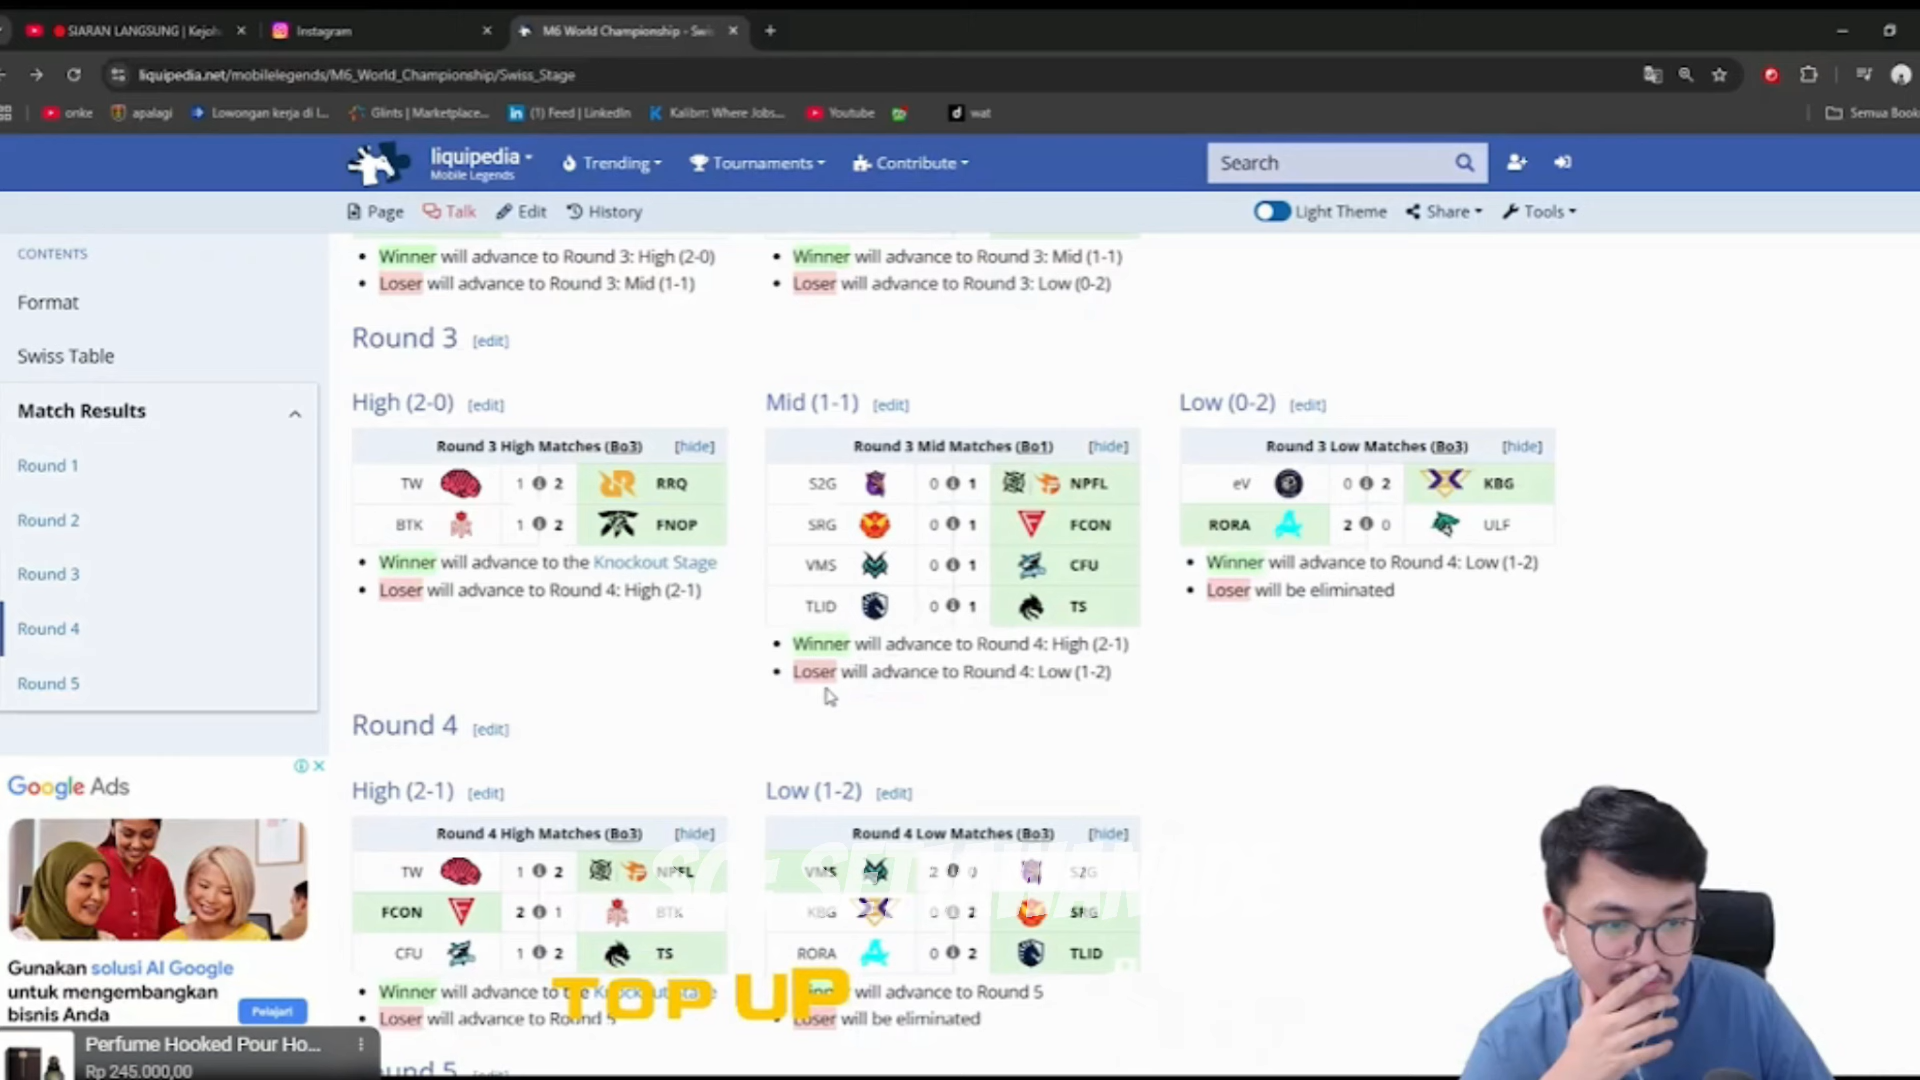 SIARAN LANGSUNG | Kejoh
Instagram
M6 World Championship - Swi
liquipedia.net/mobilelegends/M6_World_Championship/Swiss_Stage
onke
apalagi
Lowongan kerja di I...
Glints | Marketplace...
(1) Feed | LinkedIn
Kalibrr: Where Jobs...
Youtube
wat
Semua Book
liquipedia
Mobile Legends
Trending
Tournaments
Contribute
Search
Page
Talk
Edit
History
Light Theme
Share
Tools
CONTENTS
Format
Swiss Table
Match Results
Round 1
Round 2
Round 3
Round 4
Round 5
Winner will advance to Round 3: High (2-0)
Loser will advance to Round 3: Mid (1-1)
Winner will advance to Round 3: Mid (1-1)
Loser will advance to Round 3: Low (0-2)
Round 3 [edit]
High (2-0) [edit]
Round 3 High Matches (Bo3) [hide]
TW 1 2 RRQ
BTK 1 2 FNOP
Winner will advance to the Knockout Stage
Loser will advance to Round 4: High (2-1)
Mid (1-1) [edit]
Round 3 Mid Matches (Bo1) [hide]
S2G 0 1 NPFL
SRG 0 1 FCON
VMS 0 1 CFU
TLID 0 1 TS
Winner will advance to Round 4: High (2-1)
Loser will advance to Round 4: Low (1-2)
Low (0-2) [edit]
Round 3 Low Matches (Bo3) [hide]
eV 0 2 KBG
RORA 2 0 ULF
Winner will advance to Round 4: Low (1-2)
Loser will be eliminated
Round 4 [edit]
High (2-1) [edit]
Round 4 High Matches (Bo3) [hide]
TW 1 2 NPFL
FCON 2 1 BTK
CFU 1 2 TS
Winner will advance to the Knockout Stage
Loser will advance to Round 5
Low (1-2) [edit]
Round 4 Low Matches (Bo3) [hide]
VMS 2 0 S2G
KBG 0 2 SRG
RORA 0 2 TLID
will advance to Round 5
Loser will be eliminated
TOP UP
Google Ads
Gunakan solusi AI Google
untuk mengembangkan
bisnis Anda
Pelajari
Perfume Hooked Pour Ho...
Rp 245.000,00